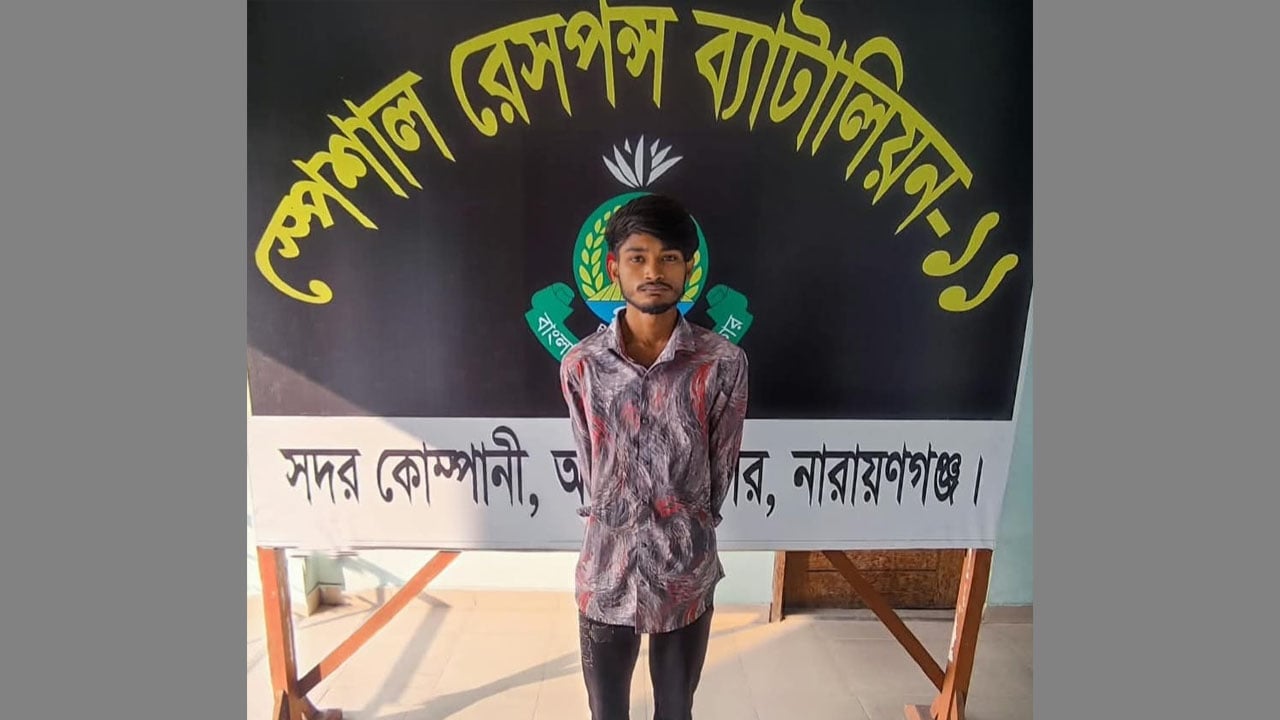 স্পেশাল রেসপন্স ব্যাটালিয়ন-১১
বাংলা
সদর কোম্পানী, নারায়ণগঞ্জ।